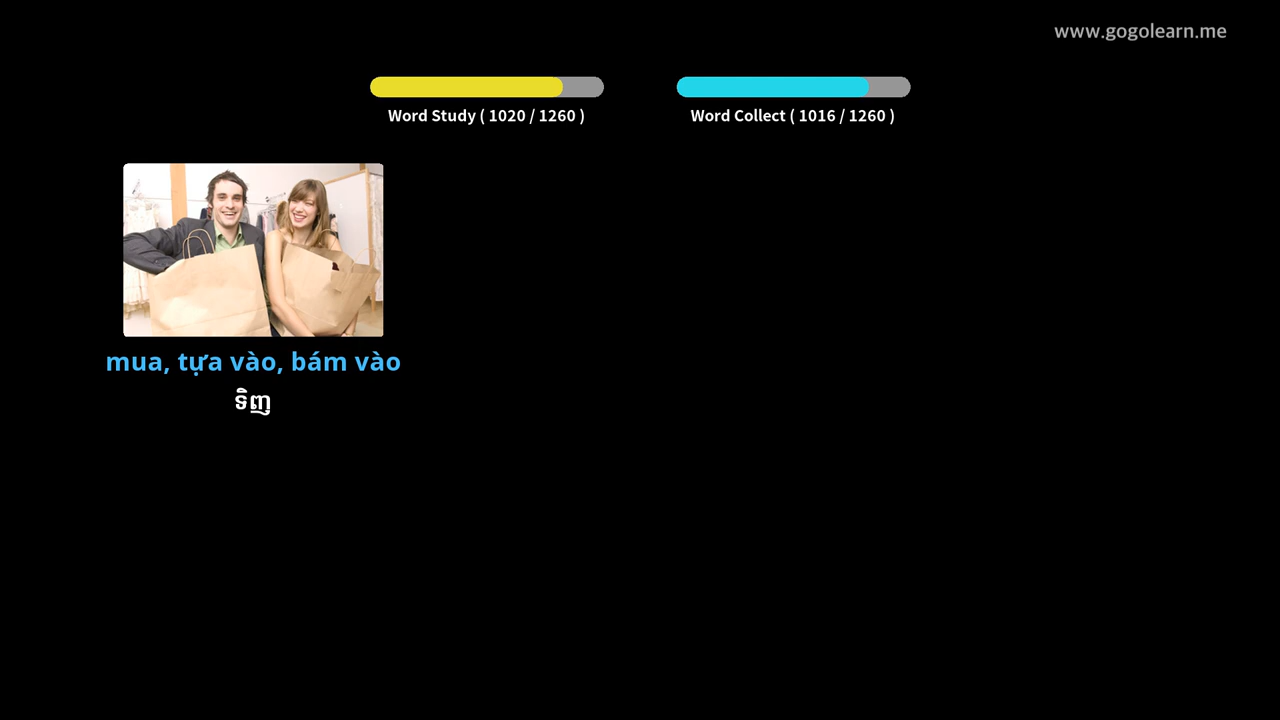 www.gogolearn.me
Word Study ( 1020 / 1260 )
Word Collect ( 1016 / 1260 )
mua, tựa vào, bám vào
ទិញ